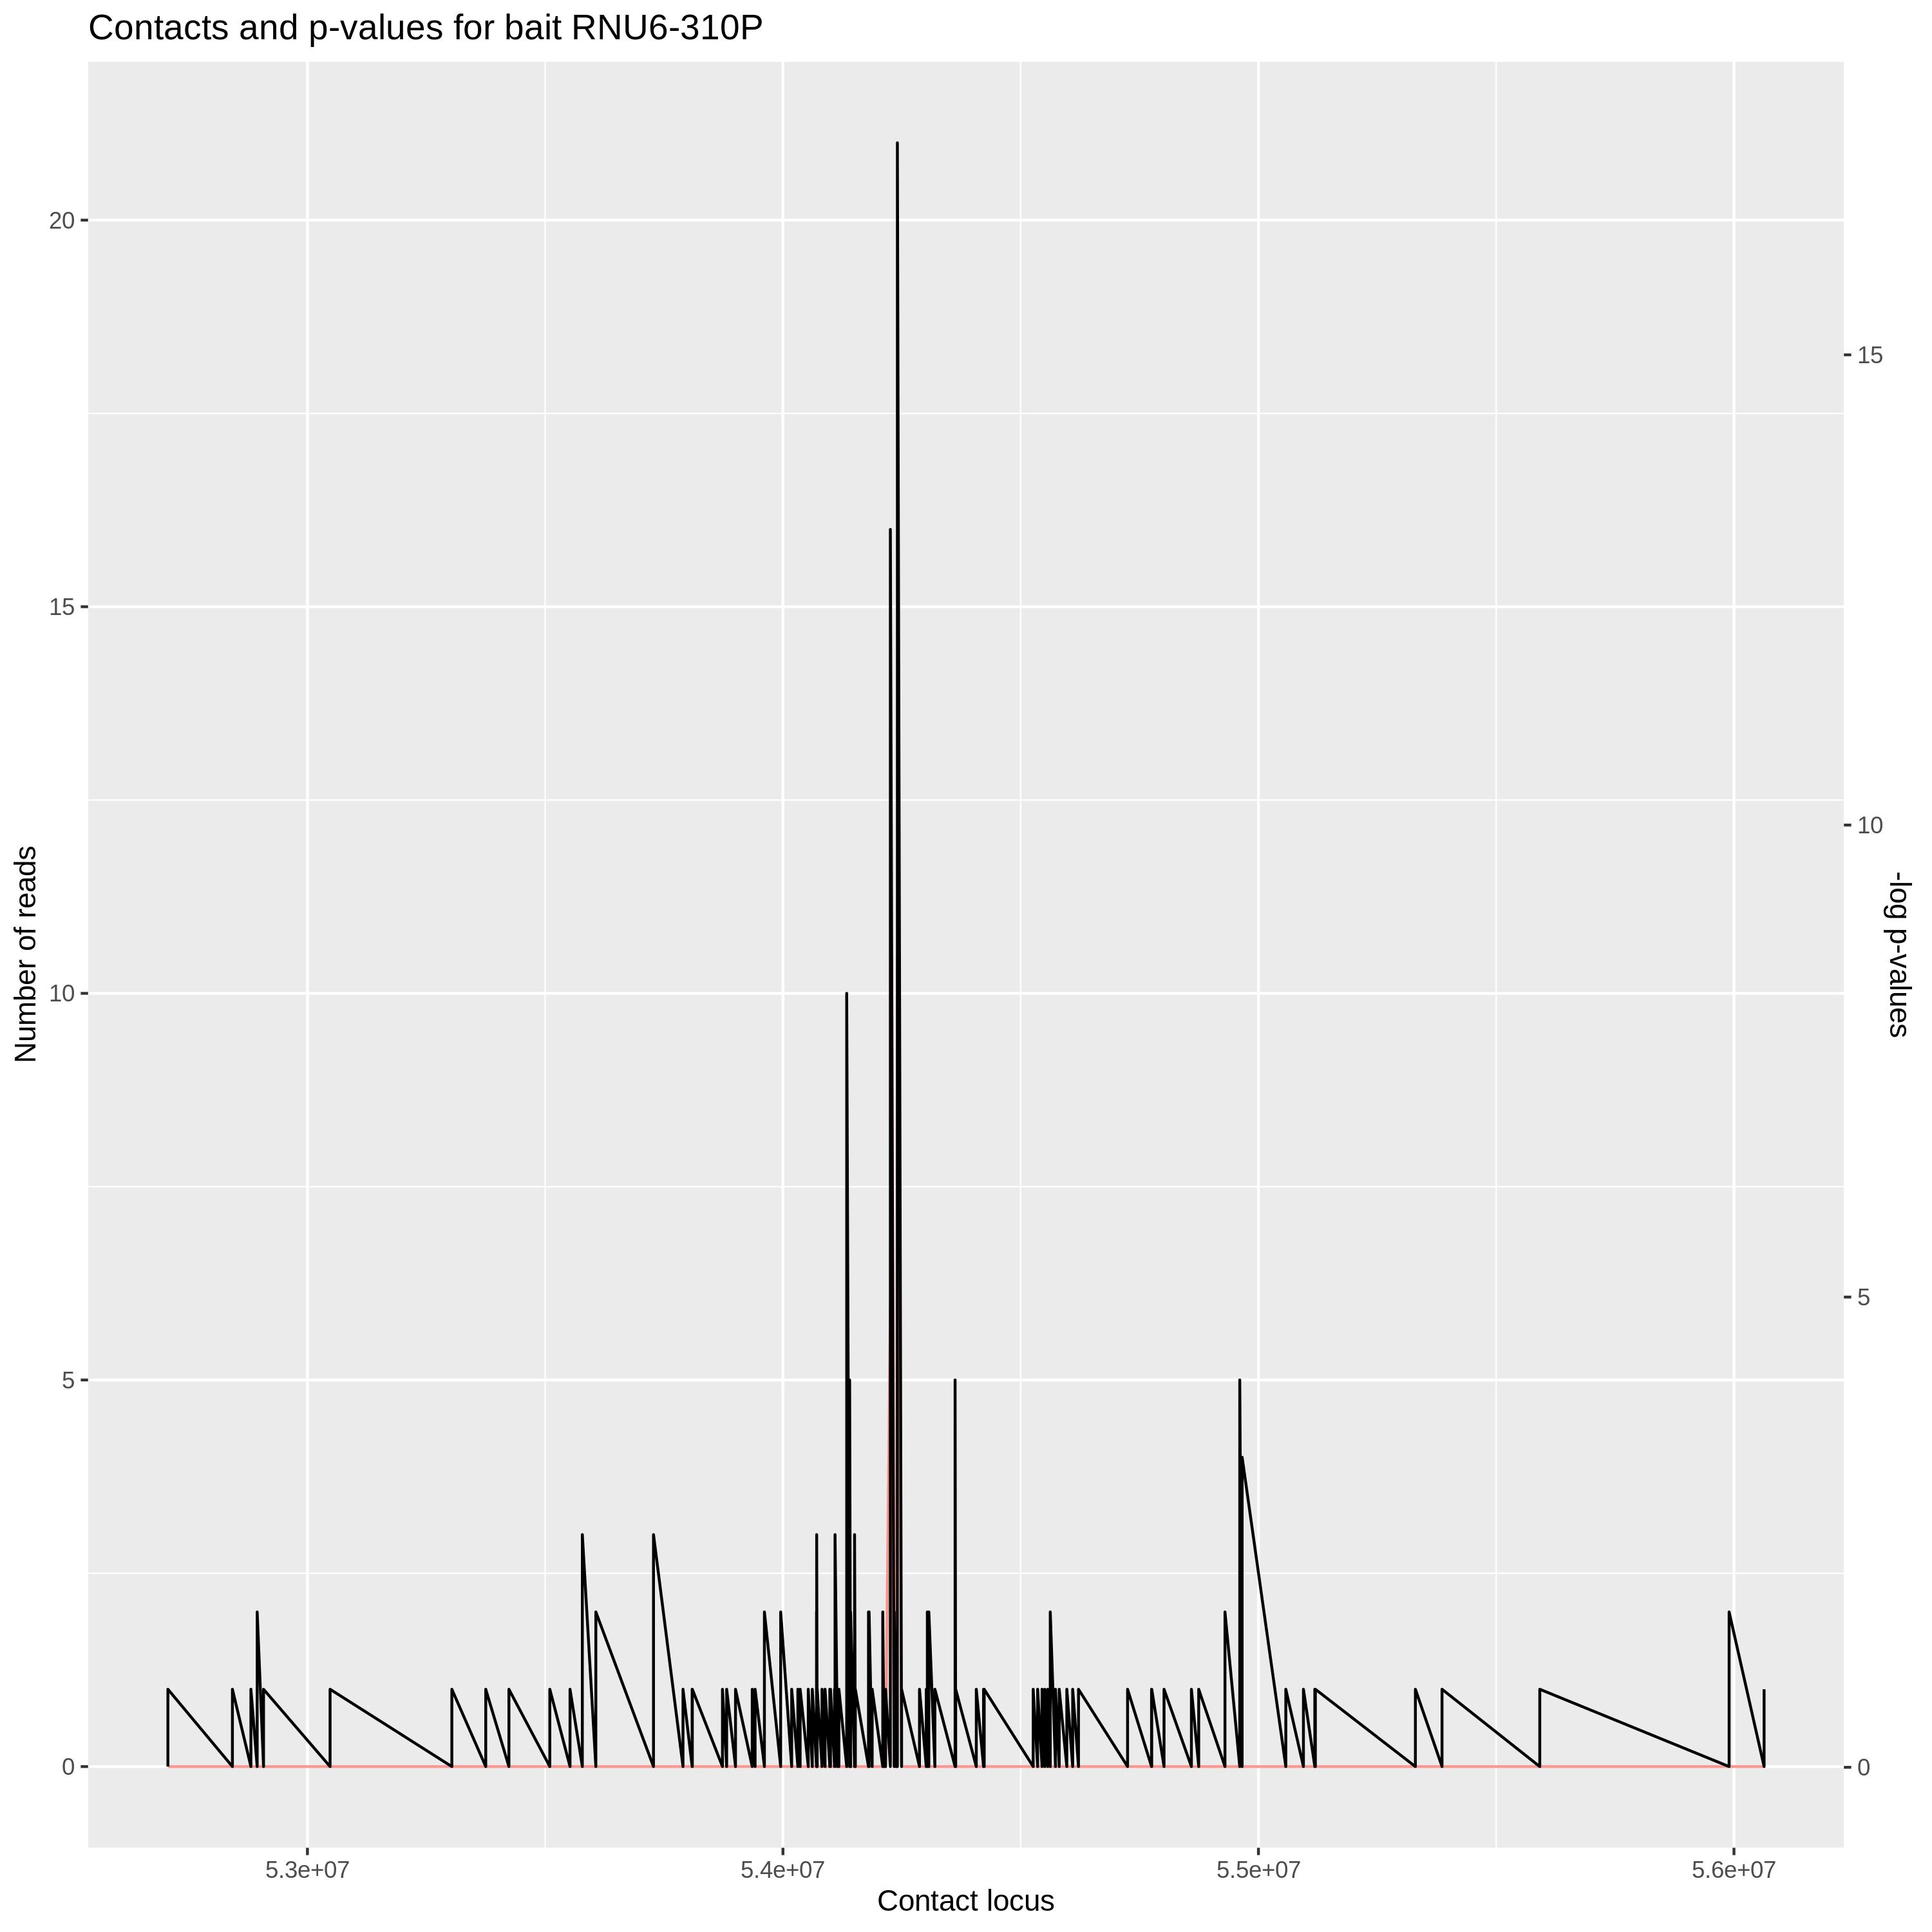 Contacts and p-values for bait RNU6-310P
20
15
10
5
0
Number of reads
15
10
5
0
-log p-values
5.3e+07 5.4e+07 5.5e+07 5.6e+07
Contact locus